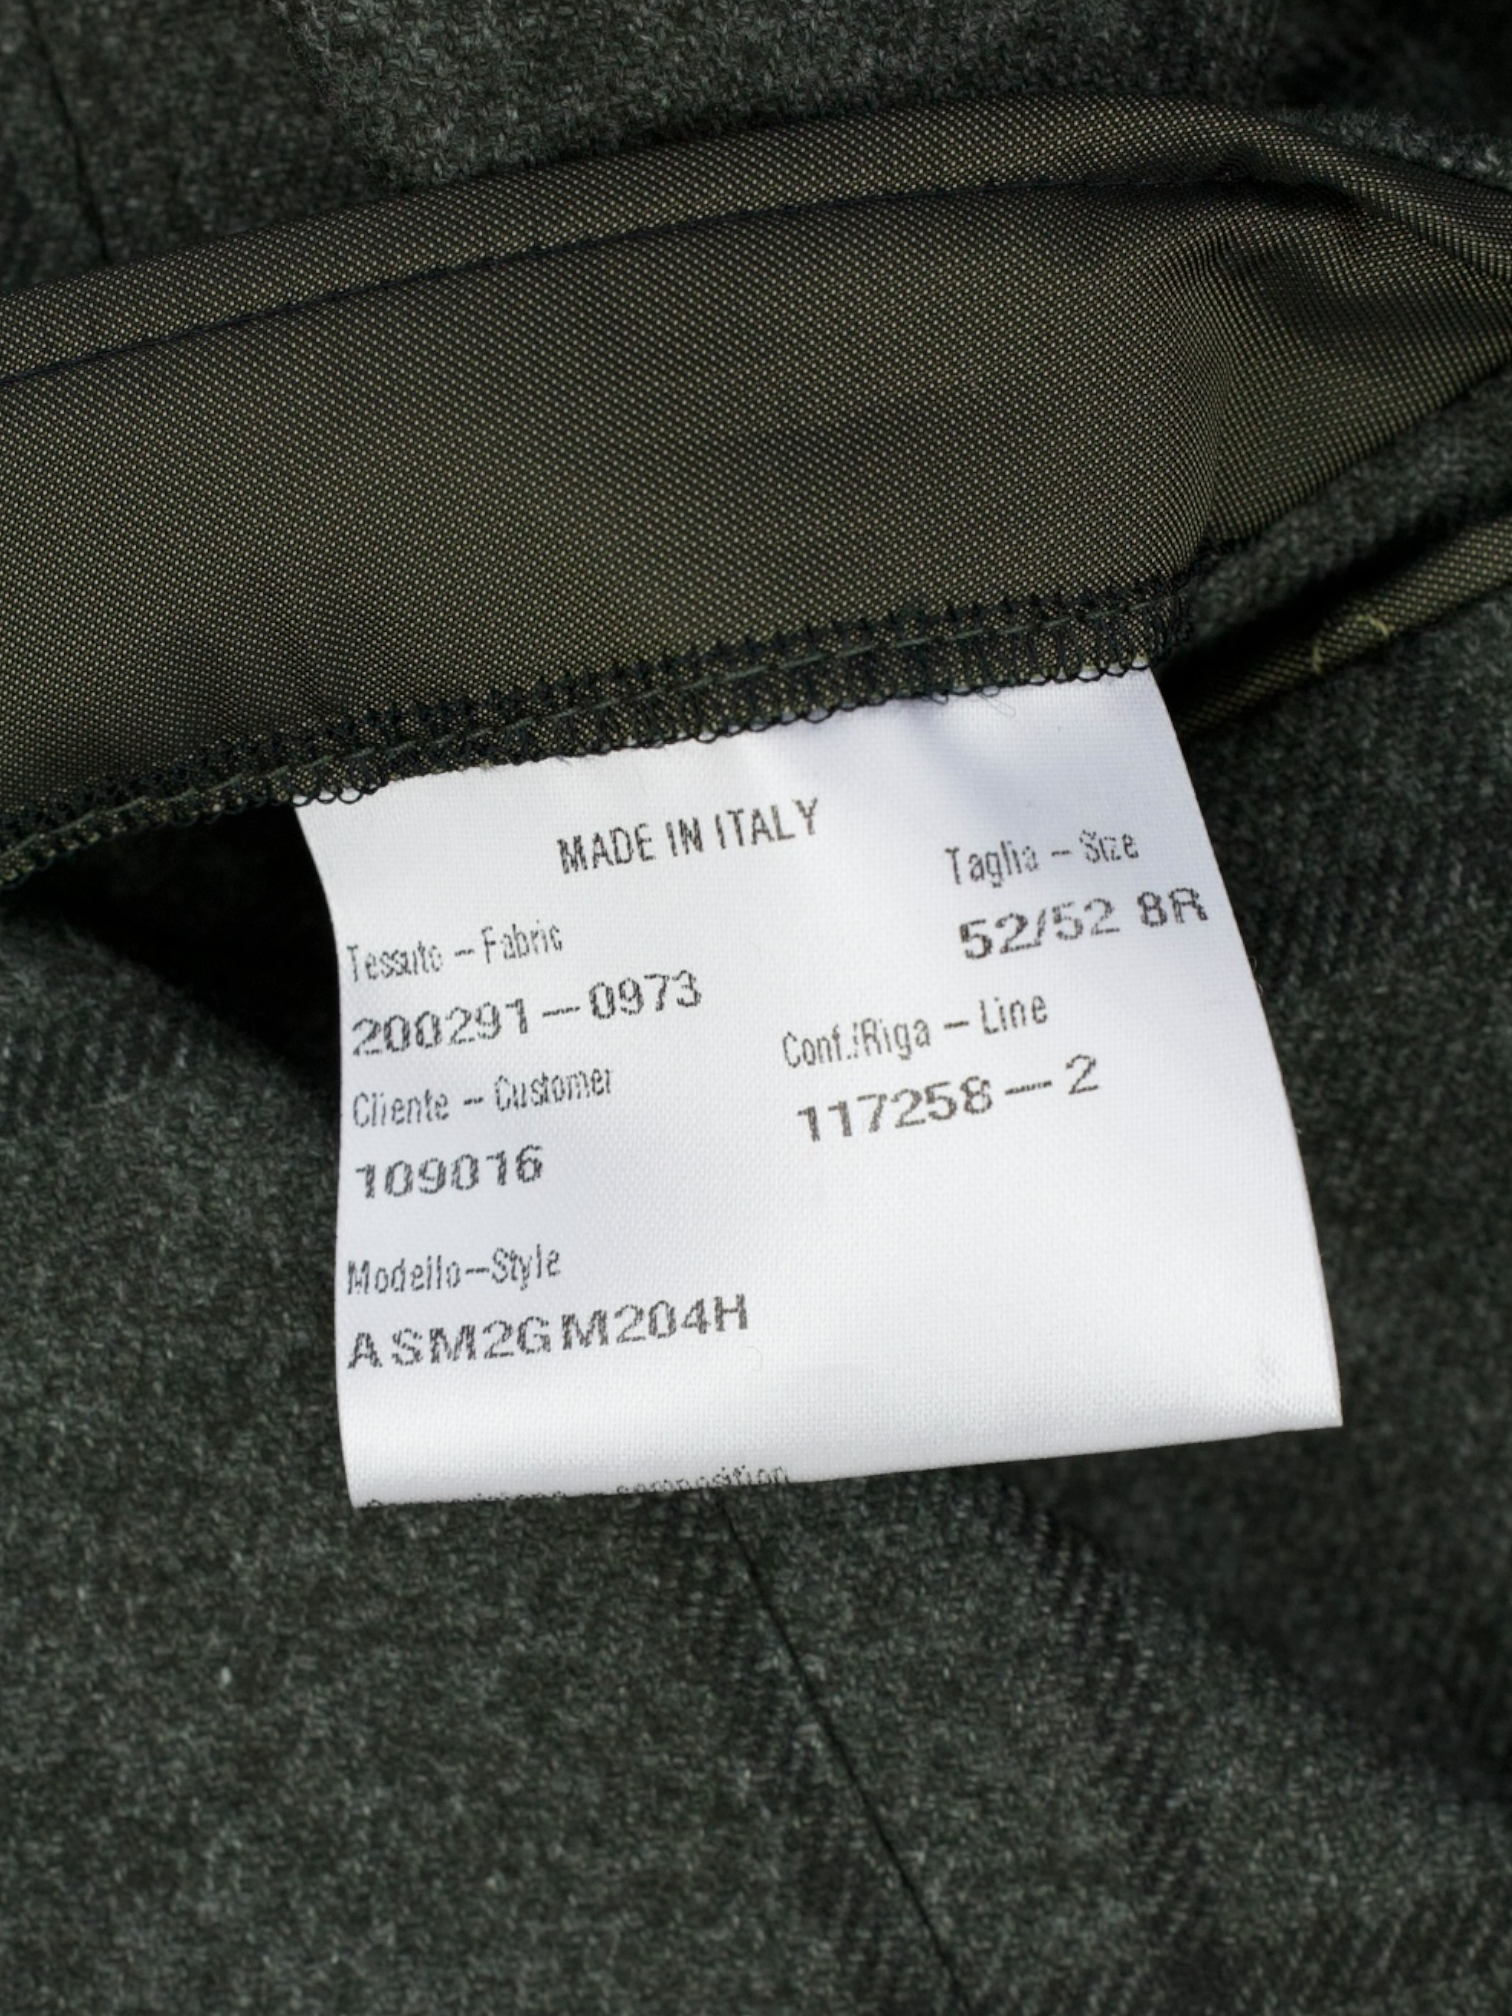 MADE IN ITALY
Taglia – Size
52/52 8R
Tessuto – Fabric
200291–0973
Conf./Riga – Line
117258–2
Cliente – Customer
109016
Modello–Style
ASM2GM204H
composition